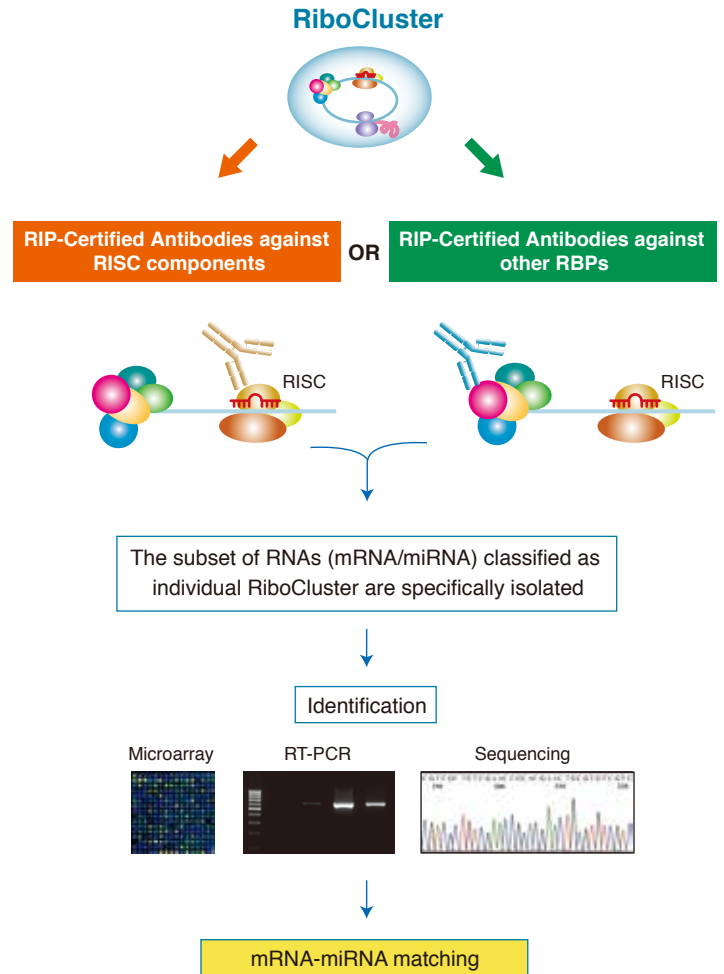 RiboCluster
RIP-Certified Antibodies against
RISC components
OR
RIP-Certified Antibodies against
other RBPs
RISC
RISC
The subset of RNAs (mRNA/miRNA) classified as
individual RiboCluster are specifically isolated
Identification
Microarray
RT-PCR
Sequencing
mRNA-miRNA matching